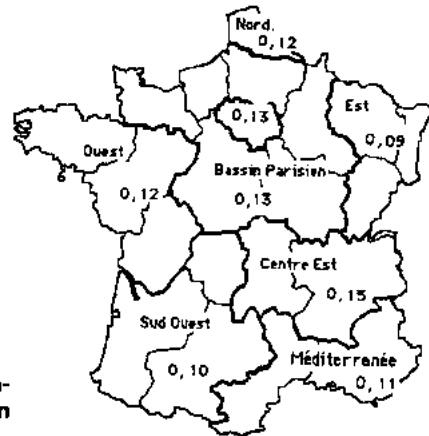 Nord.
0,12
0,13
Est
0,09
Ouest
0,12
Bassin Parisien
0,13
Centre Est
0,15
Sud Ouest
0,10
Méditerranée
0,11